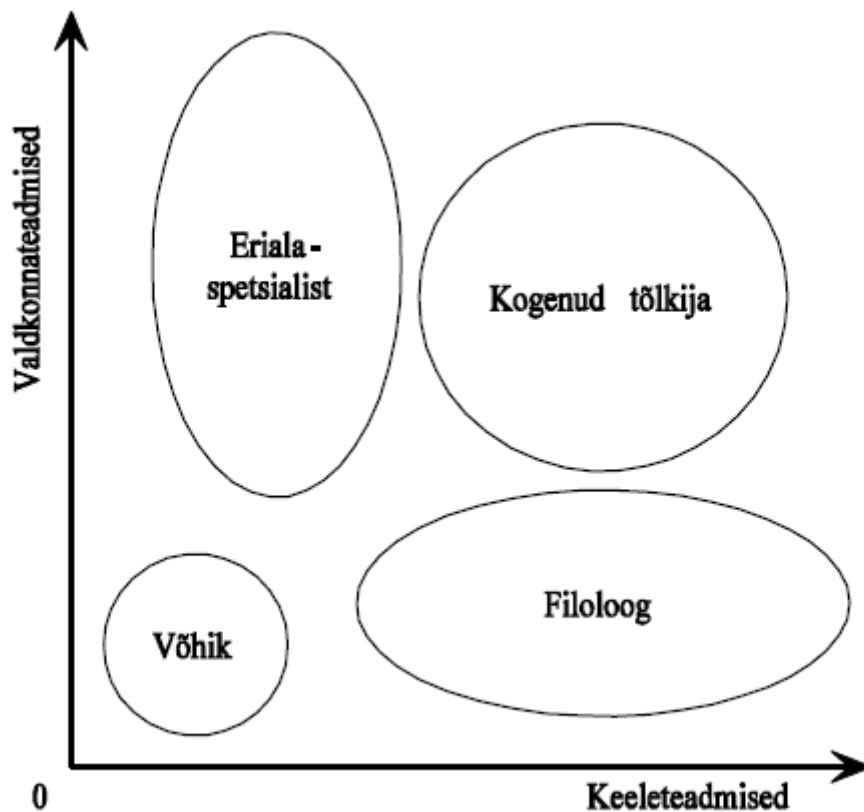 Valdkonnateadmised
Eriala-
spetsialist
Kogenud tõlkija
Võhik
Filoloog
0
Keeleteadmised